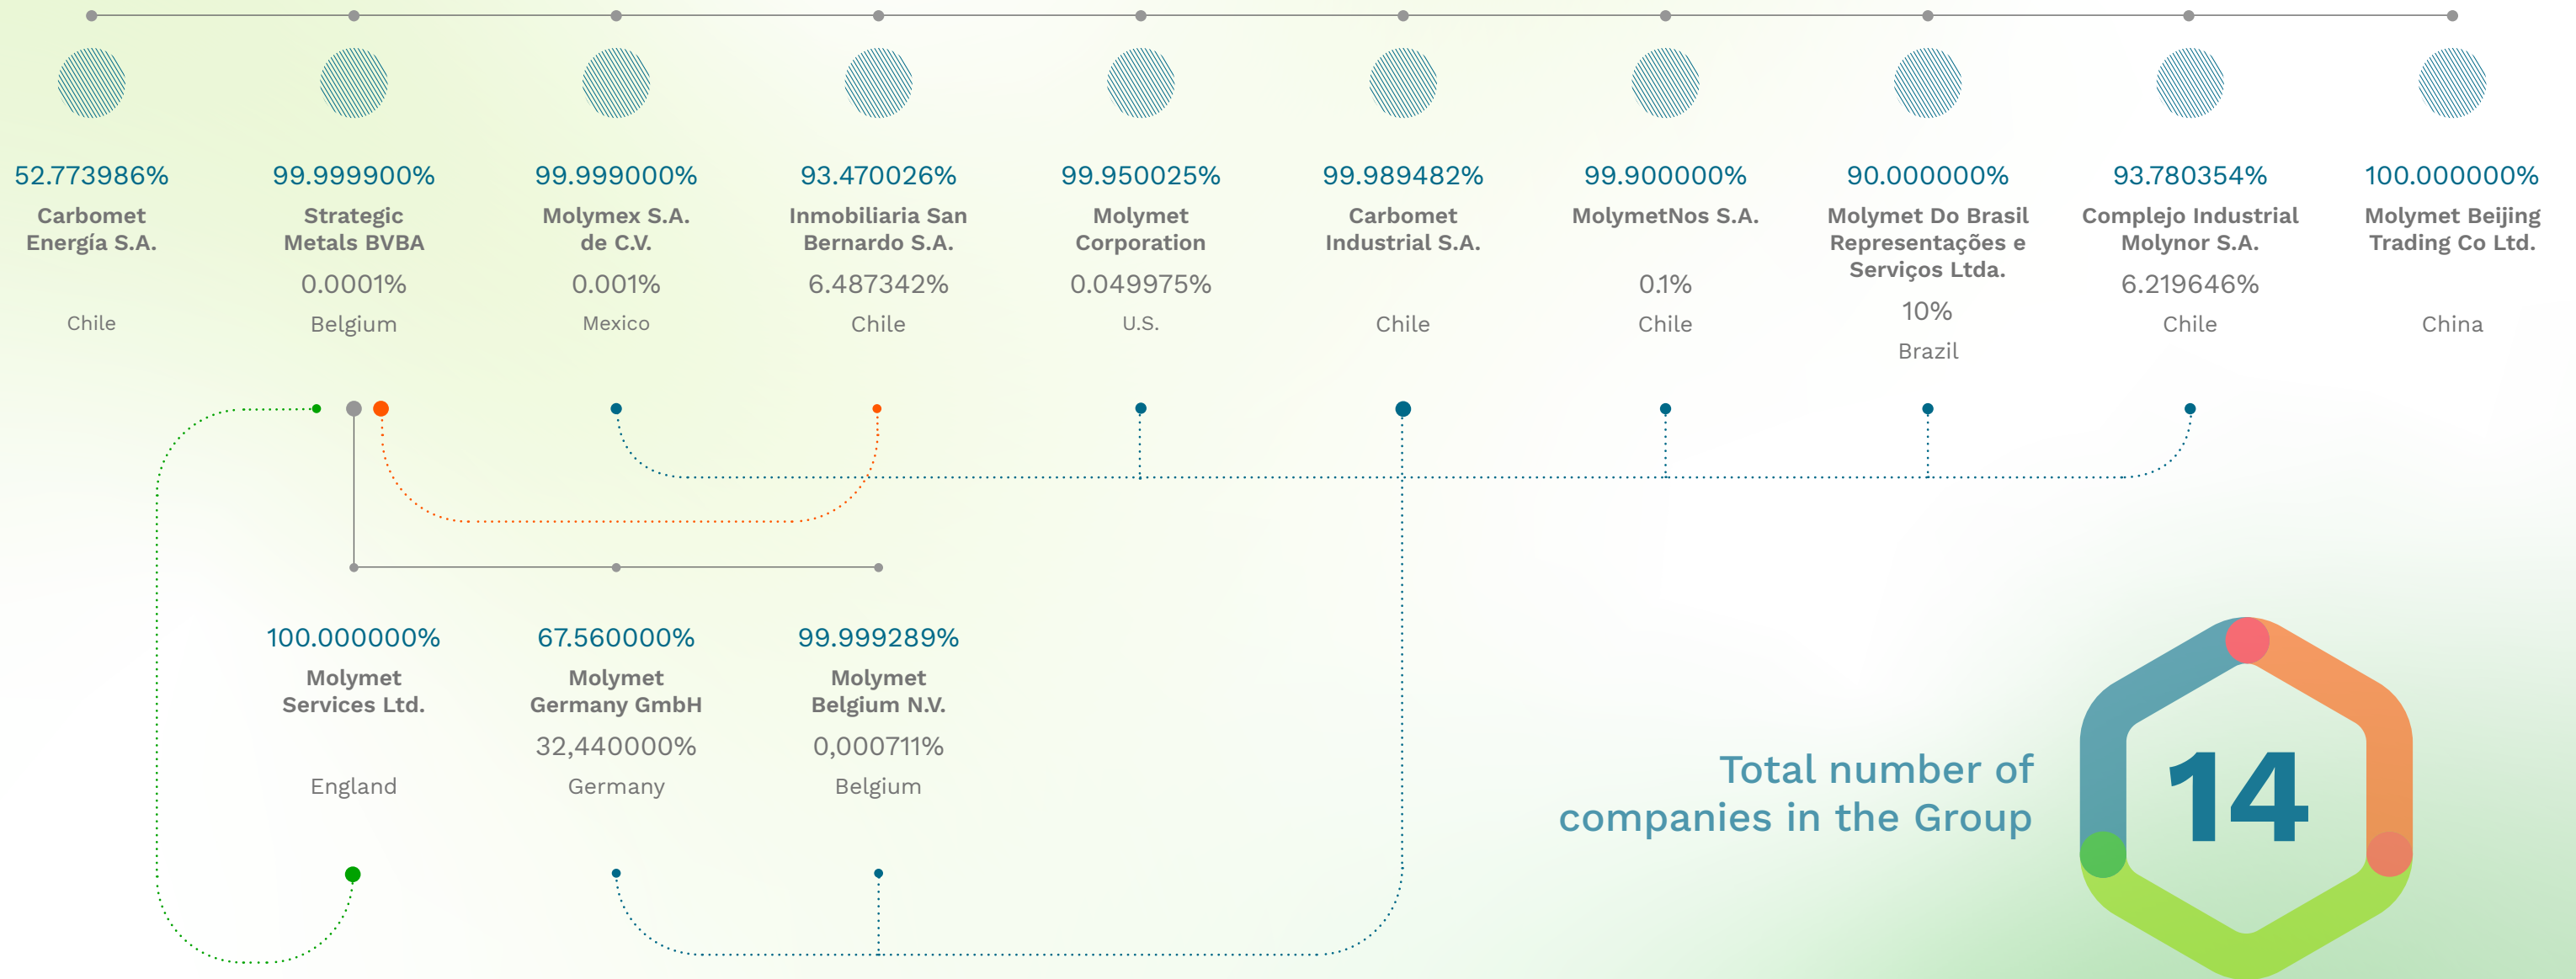 52.773986%
Carbomet
Energía S.A.
Chile
99.999900%
Strategic
Metals BVBA
0.0001%
Belgium
99.999000%
Molymex S.A.
de C.V.
0.001%
Mexico
93.470026%
Inmobiliaria San
Bernardo S.A.
6.487342%
Chile
99.950025%
Molymet
Corporation
0.049975%
U.S.
99.989482%
Carbomet
Industrial S.A.
Chile
99.900000%
MolymetNos S.A.
0.1%
Chile
90.000000%
Molymet Do Brasil
Representações e
Serviços Ltda.
10%
Brazil
93.780354%
Complejo Industrial
Molynor S.A.
6.219646%
Chile
100.000000%
Molymet Beijing
Trading Co Ltd.
China
100.000000%
Molymet
Services Ltd.
England
67.560000%
Molymet
Germany GmbH
32,440000%
Germany
99.999289%
Molymet
Belgium N.V.
0,000711%
Belgium
Total number of
companies in the Group
14